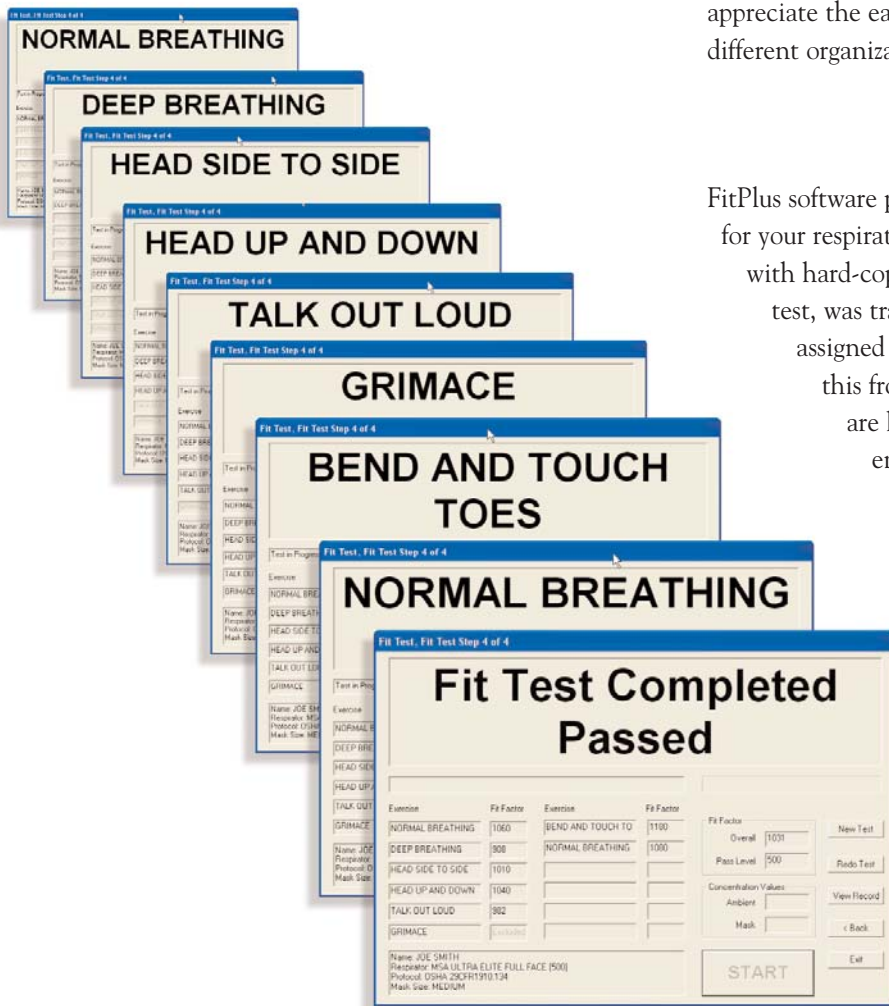 Fit Test, Fit Test Step 4 of 4
NORMAL BREATHING
Fit Test, Fit Test Step 4 of 4
DEEP BREATHING
Fit Test, Fit Test Step 4 of 4
HEAD SIDE TO SIDE
Fit Test, Fit Test Step 4 of 4
HEAD UP AND DOWN
Fit Test, Fit Test Step 4 of 4
TALK OUT LOUD
Fit Test, Fit Test Step 4 of 4
GRIMACE
Fit Test, Fit Test Step 4 of 4
BEND AND TOUCH
TOES
Fit Test, Fit Test Step 4 of 4
NORMAL BREATHING
Fit Test, Fit Test Step 4 of 4
Fit Test Completed
Passed
Exercise Fit Factor Exercise Fit Factor
NORMAL BREATHING 1060 BEND AND TOUCH TO 1100
DEEP BREATHING 908 NORMAL BREATHING 1080
HEAD SIDE TO SIDE 1010
HEAD UP AND DOWN 1040
TALK OUT LOUD 982
GRIMACE Excluded
Fit Factor
Overall 1031
Pass Level 500
Concentration Values
Ambient
Mask
New Test
Redo Test
View Record
< Back
Exit
START
Name: JOE SMITH
Respirator: MSA ULTRA ELITE FULL FACE [500]
Protocol: OSHA 29CFR1910.134
Mask Size: MEDIUM
appreciate the ea
different organiza
FitPlus software p
for your respirat
with hard-cop
test, was tra
assigned
this fro
are